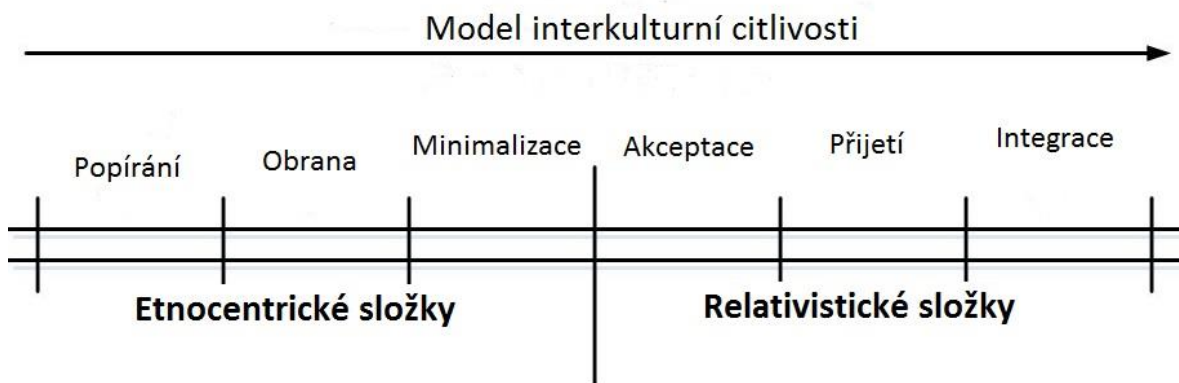 Model interkulturní citlivosti
Popírání Obrana Minimalizace Akceptace Přijetí Integrace
Etnocentrické složky Relativistické složky